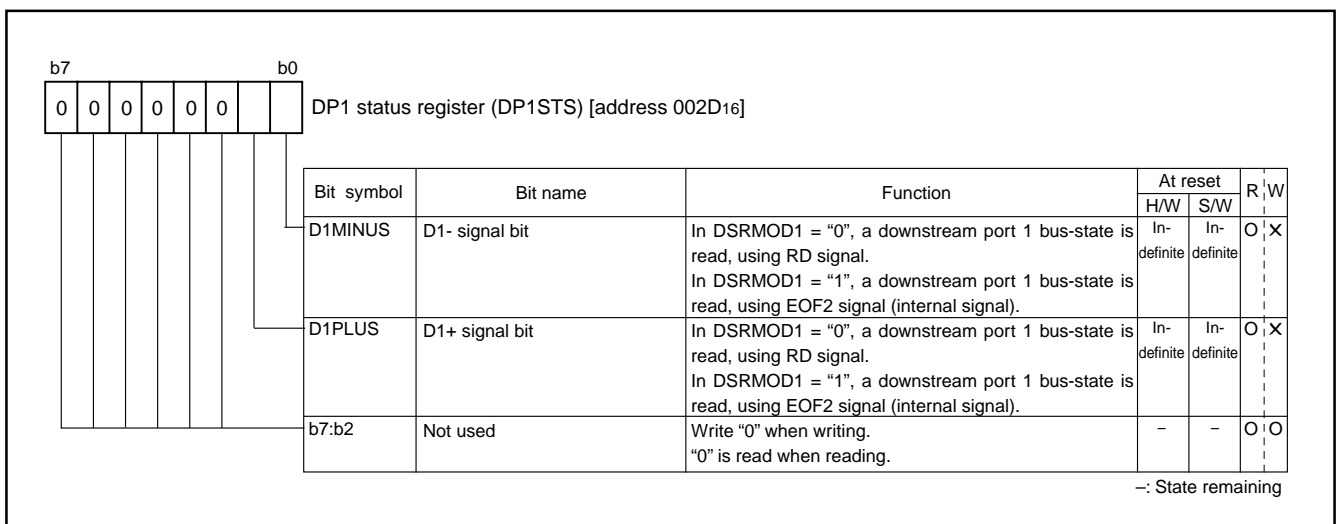 b7 b0
0 0 0 0 0 0
DP1 status register (DP1STS) [address 002D16]
Bit symbol Bit name Function At reset R W
H/W S/W
D1MINUS D1- signal bit In DSRMOD1 = “0”, a downstream port 1 bus-state is In- In- O ×
read, using RD signal. definite definite
In DSRMOD1 = “1”, a downstream port 1 bus-state is
read, using EOF2 signal (internal signal).
D1PLUS D1+ signal bit In DSRMOD1 = “0”, a downstream port 1 bus-state is In- In- O ×
read, using RD signal. definite definite
In DSRMOD1 = “1”, a downstream port 1 bus-state is
read, using EOF2 signal (internal signal).
b7:b2 Not used Write “0” when writing. – – O O
“0” is read when reading.
–: State remaining